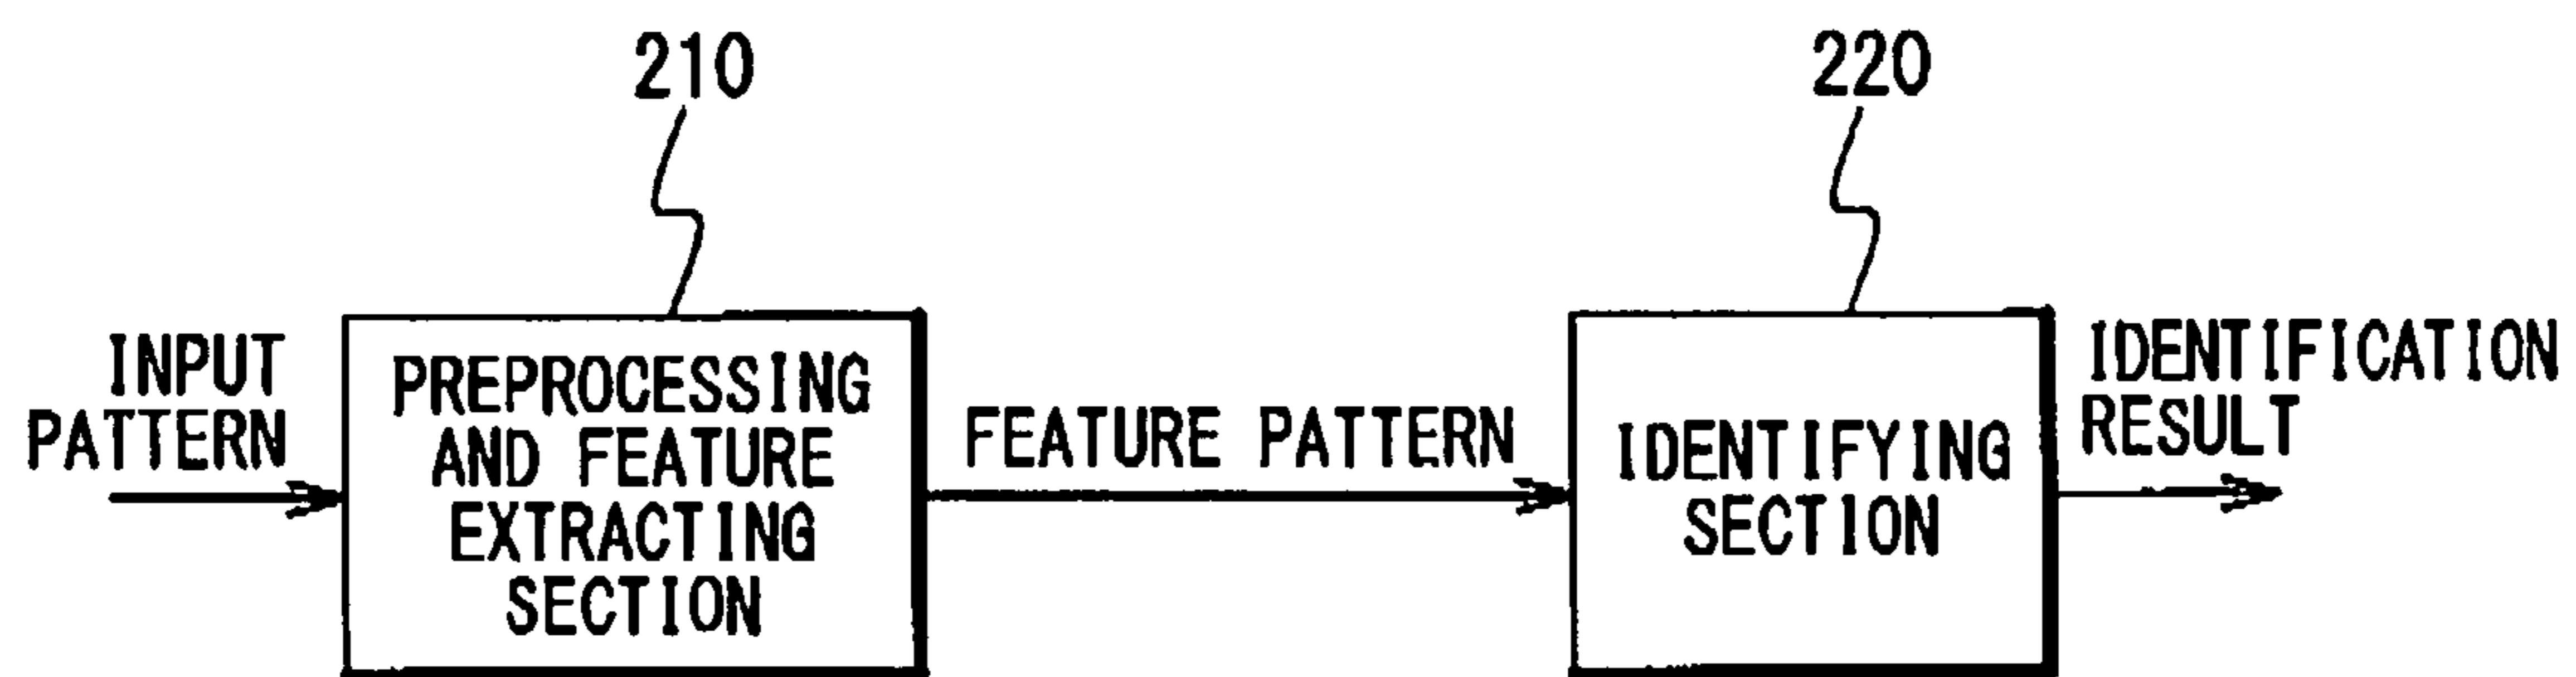 210
220
INPUT
PATTERN
PREPROCESSING
AND FEATURE
EXTRACTING
SECTION
FEATURE PATTERN
IDENTIFYING
SECTION
IDENTIFICATION
RESULT